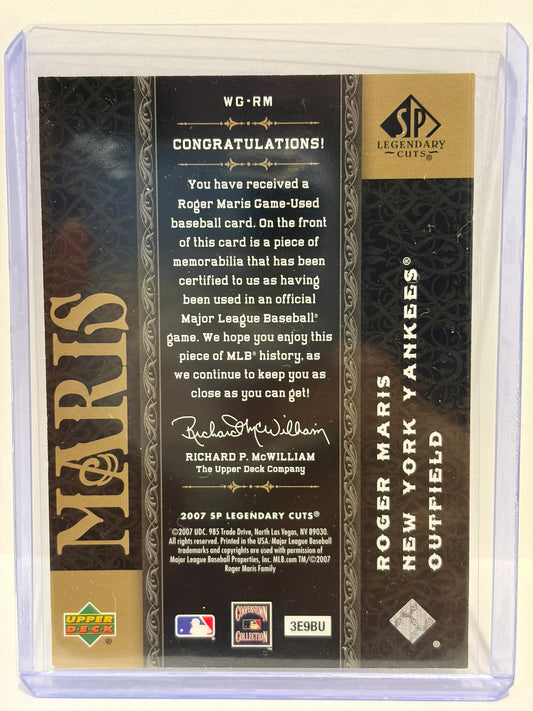 MARIS
WG-RM
CONGRATULATIONS!
You have received a
Roger Maris Game-Used
baseball card. On the front
of this card is a piece of
memorabilia that has been
certified to us as having
been used in an official
Major League Baseball®
game. We hope you enjoy this
piece of MLB® history, as
we continue to keep you as
close as you can get!
Richard McWilliam
RICHARD P. McWILLIAM
The Upper Deck Company
2007 SP LEGENDARY CUTS®
©2007 UDC. 985 Trade Drive, North Las Vegas, NV 89030.
All rights reserved. Printed in the USA. Major League Baseball
trademarks and copyrights are used with permission of
Major League Baseball Properties, Inc. MLB.com TM/©2007
Roger Maris Family
COOPERSTOWN
COLLECTION
3E9BU
UPPER
DECK
®
SP
LEGENDARY
CUTS®
ROGER MARIS
NEW YORK YANKEES®
OUTFIELD
®